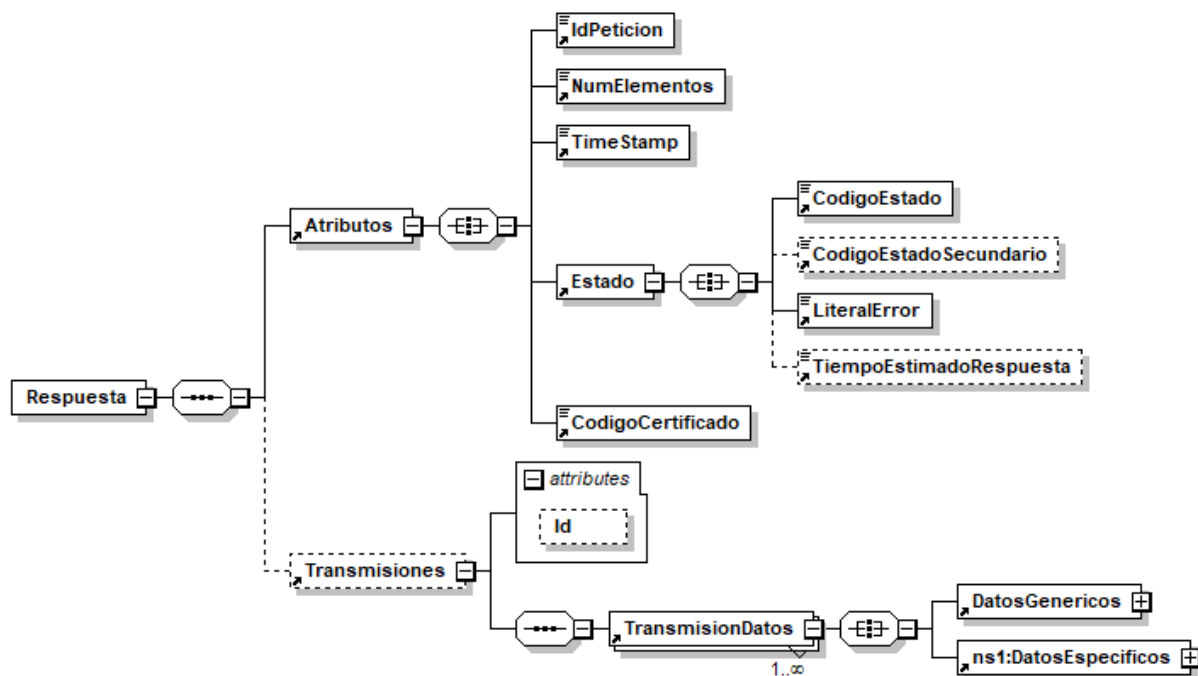 IdPeticion
NumElementos
TimeStamp
CodigoEstado
Atributos
CodigoEstadoSecundario
Estado
LiteralError
TiempoEstimadoRespuesta
Respuesta
CodigoCertificado
attributes
Id
Transmisiones
DatosGenericos
TransmisionDatos
ns1:DatosEspecificos
1..∞